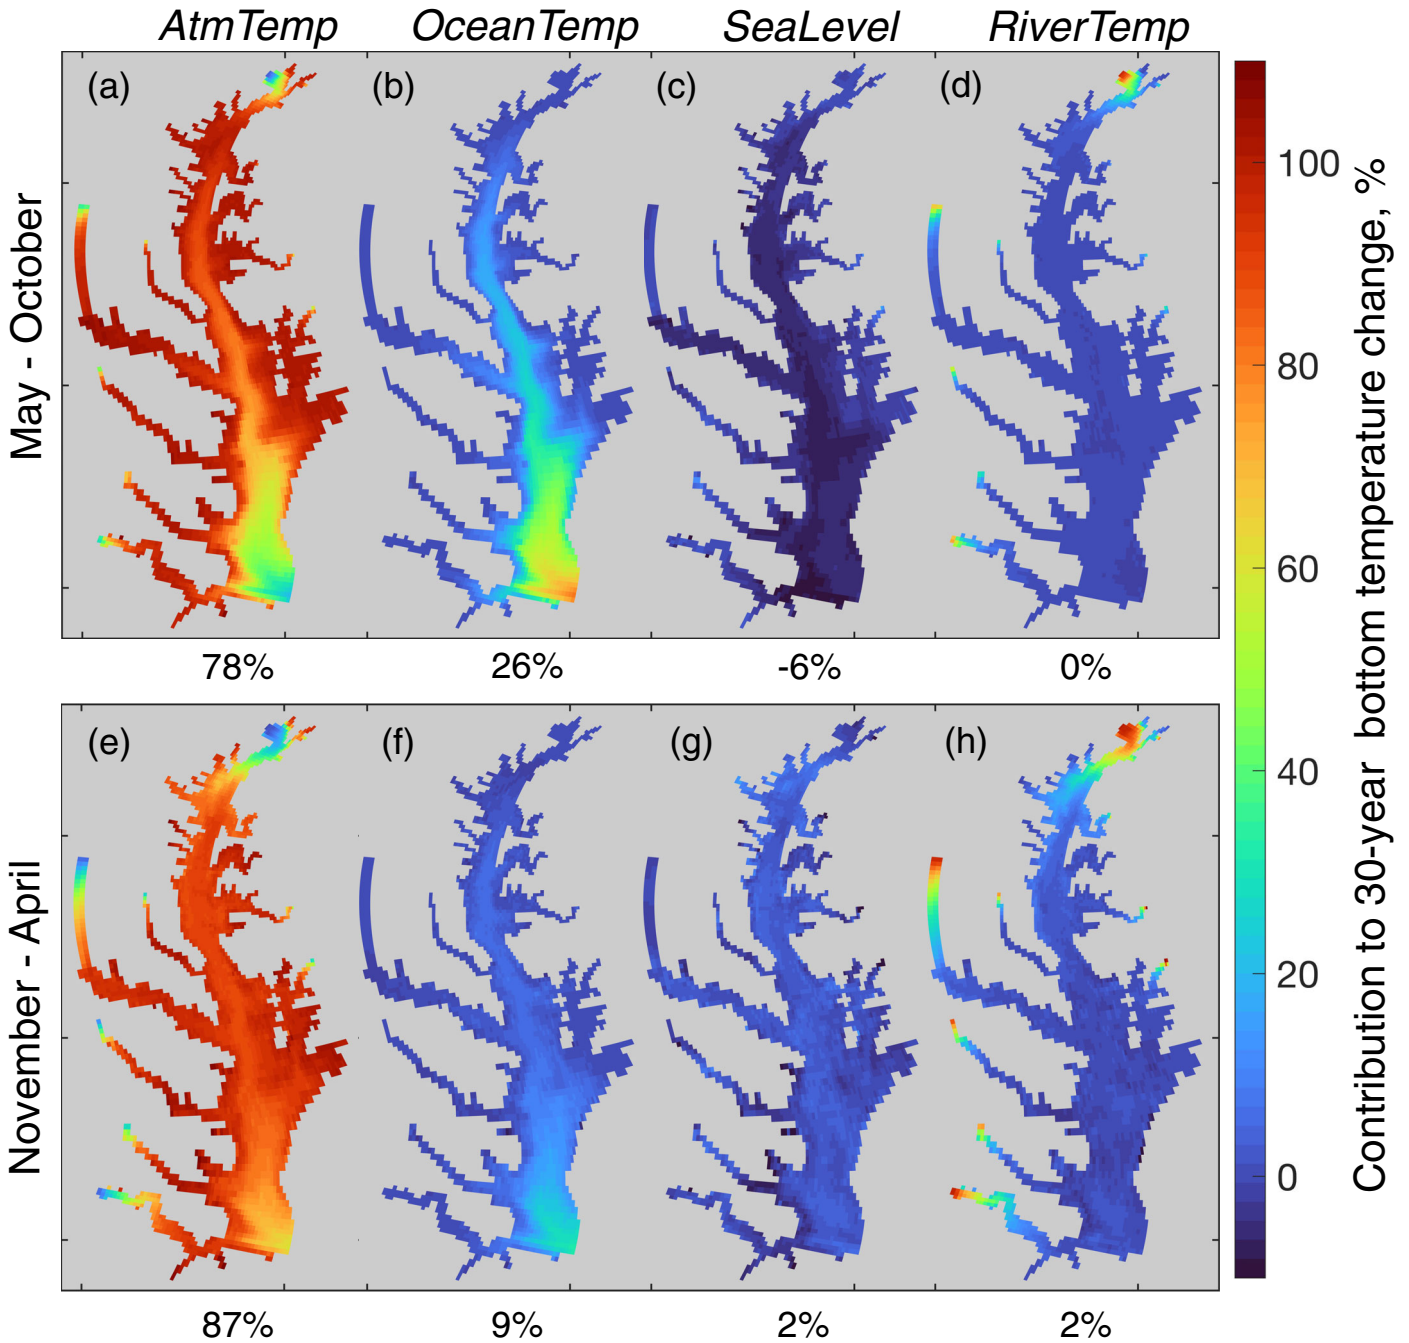 AtmTemp OceanTemp SeaLevel RiverTemp
May - October
(a) (b) (c) (d)
78% 26% -6% 0%
November - April
(e) (f) (g) (h)
87% 9% 2% 2%
100
80
60
40
20
0
Contribution to 30-year bottom temperature change, %